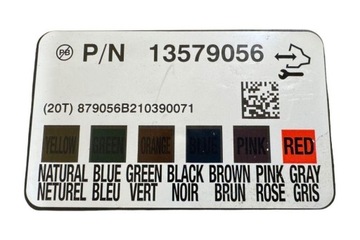 PB P/N 13579056
(20T) 879056B210390071
YELLOW GREEN ORANGE BLUE PINK RED
NATURAL BLUE GREEN BLACK BROWN PINK GRAY
NETUREL BLEU VERT NOIR BRUN ROSE GRIS